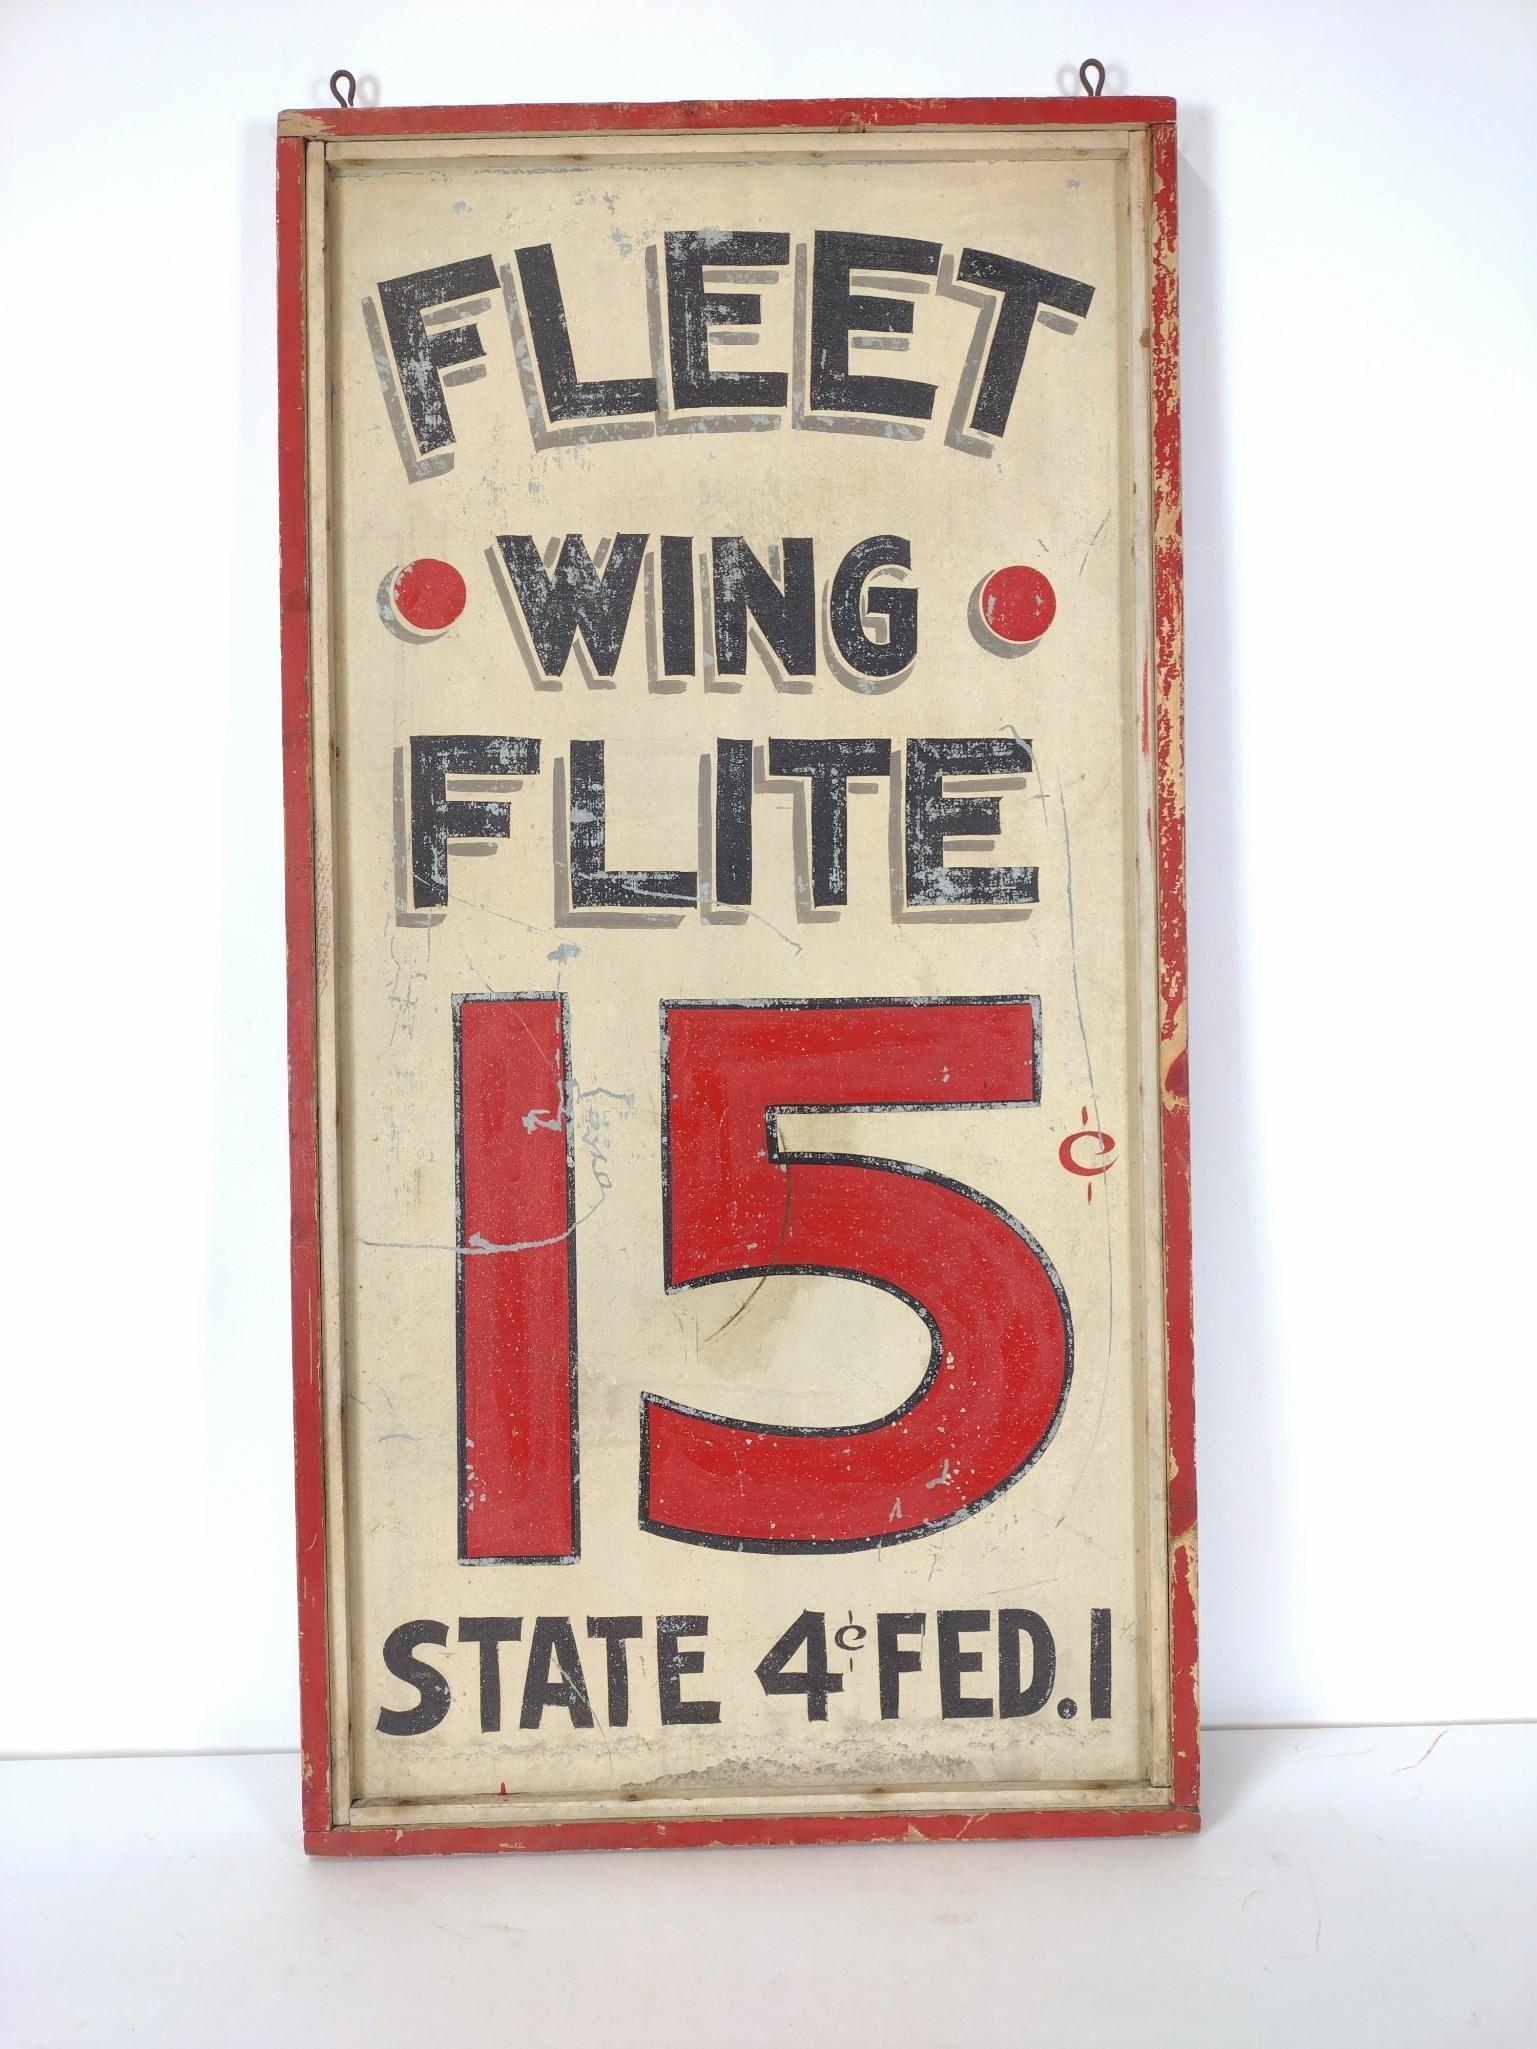 FLEET
• WING •
FLITE
15¢
STATE 4¢ FED. 1